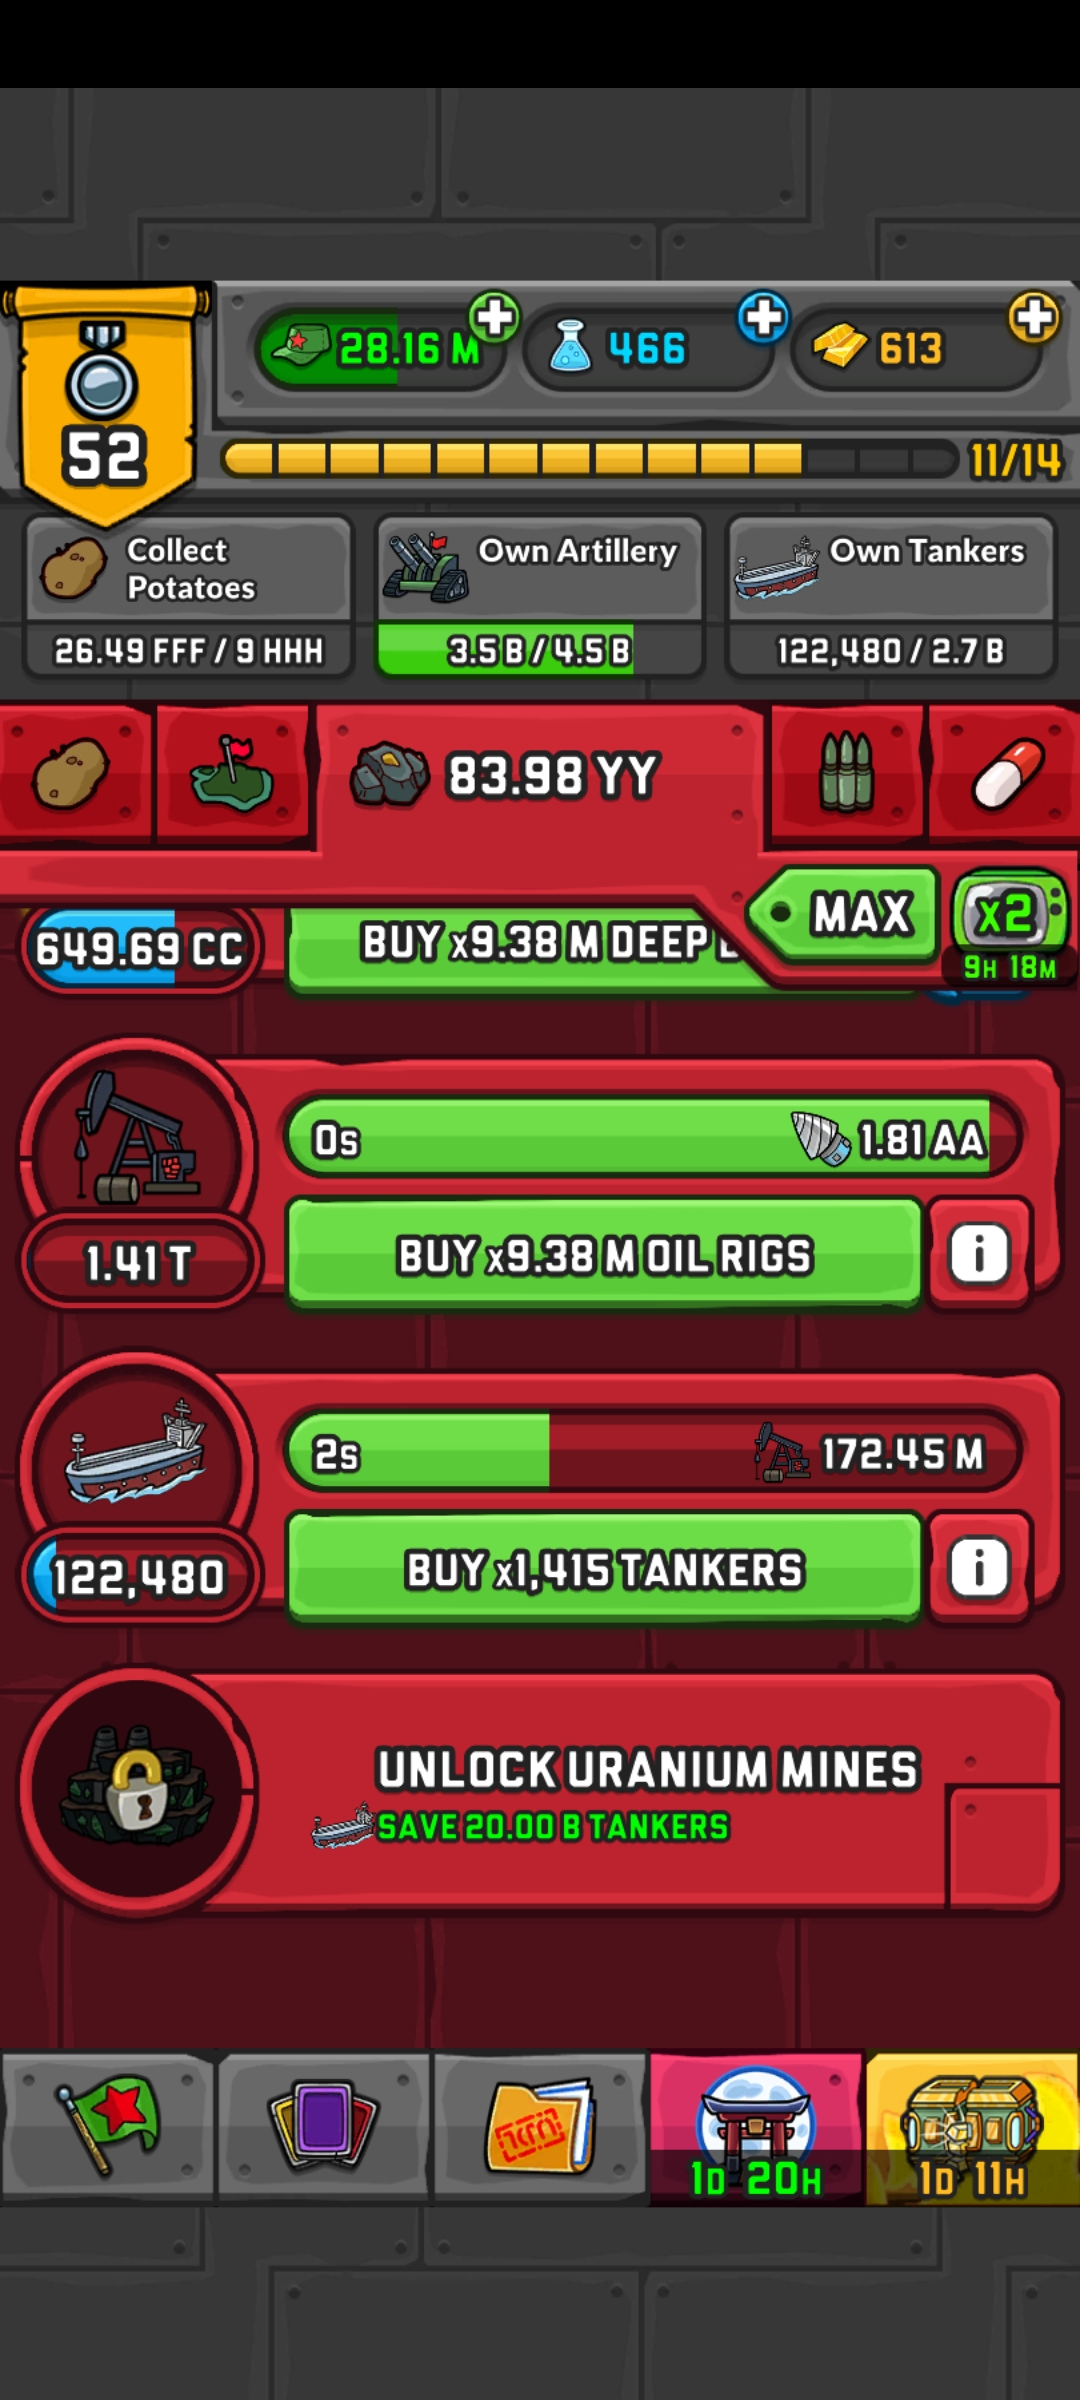 28.16 M
466
613
52
11/14
Collect
Potatoes
Own Artillery
Own Tankers
26.49 FFF / 9 HHH
3.5 B / 4.5 B
122,480 / 2.7 B
83.98 YY
MAX
x2
9H 18M
649.69 CC
BUY x9.38 M DEEP
0s
1.81 AA
1.41 T
BUY x9.38 M OIL RIGS
i
2s
172.45 M
122,480
BUY x1,415 TANKERS
i
UNLOCK URANIUM MINES
SAVE 20.00 B TANKERS
1D 20H
1D 11H